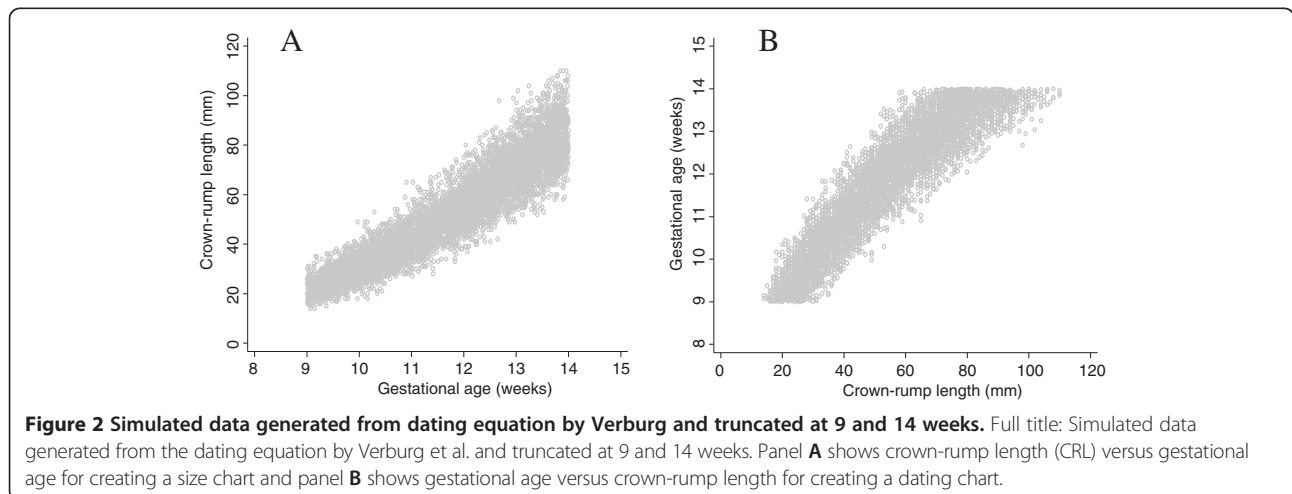 A
B
Crown-rump length (mm)
0 20 40 60 80 100 120
8 9 10 11 12 13 14 15
Gestational age (weeks)
Gestational age (weeks)
8 9 10 11 12 13 14 15
0 20 40 60 80 100 120
Crown-rump length (mm)
Figure 2 Simulated data generated from dating equation by Verburg and truncated at 9 and 14 weeks. Full title: Simulated data
generated from the dating equation by Verburg et al. and truncated at 9 and 14 weeks. Panel A shows crown-rump length (CRL) versus gestational
age for creating a size chart and panel B shows gestational age versus crown-rump length for creating a dating chart.